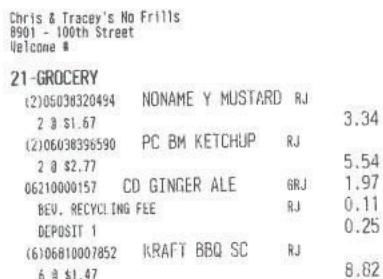 Chris & Tracey's No Frills
8901 - 100th Street
Welcome #
21-GROCERY
(2)06038320494 NONAME Y MUSTARD RJ
2 @ $1.67 3.34
(2)06038396590 PC BM KETCHUP RJ
2 @ $2.77 5.54
06210000157 CD GINGER ALE GRJ 1.97
BEV. RECYCLING FEE RJ 0.11
DEPOSIT 1 0.25
(6)06810007852 KRAFT BBQ SC RJ
6 @ $1.47 8.82